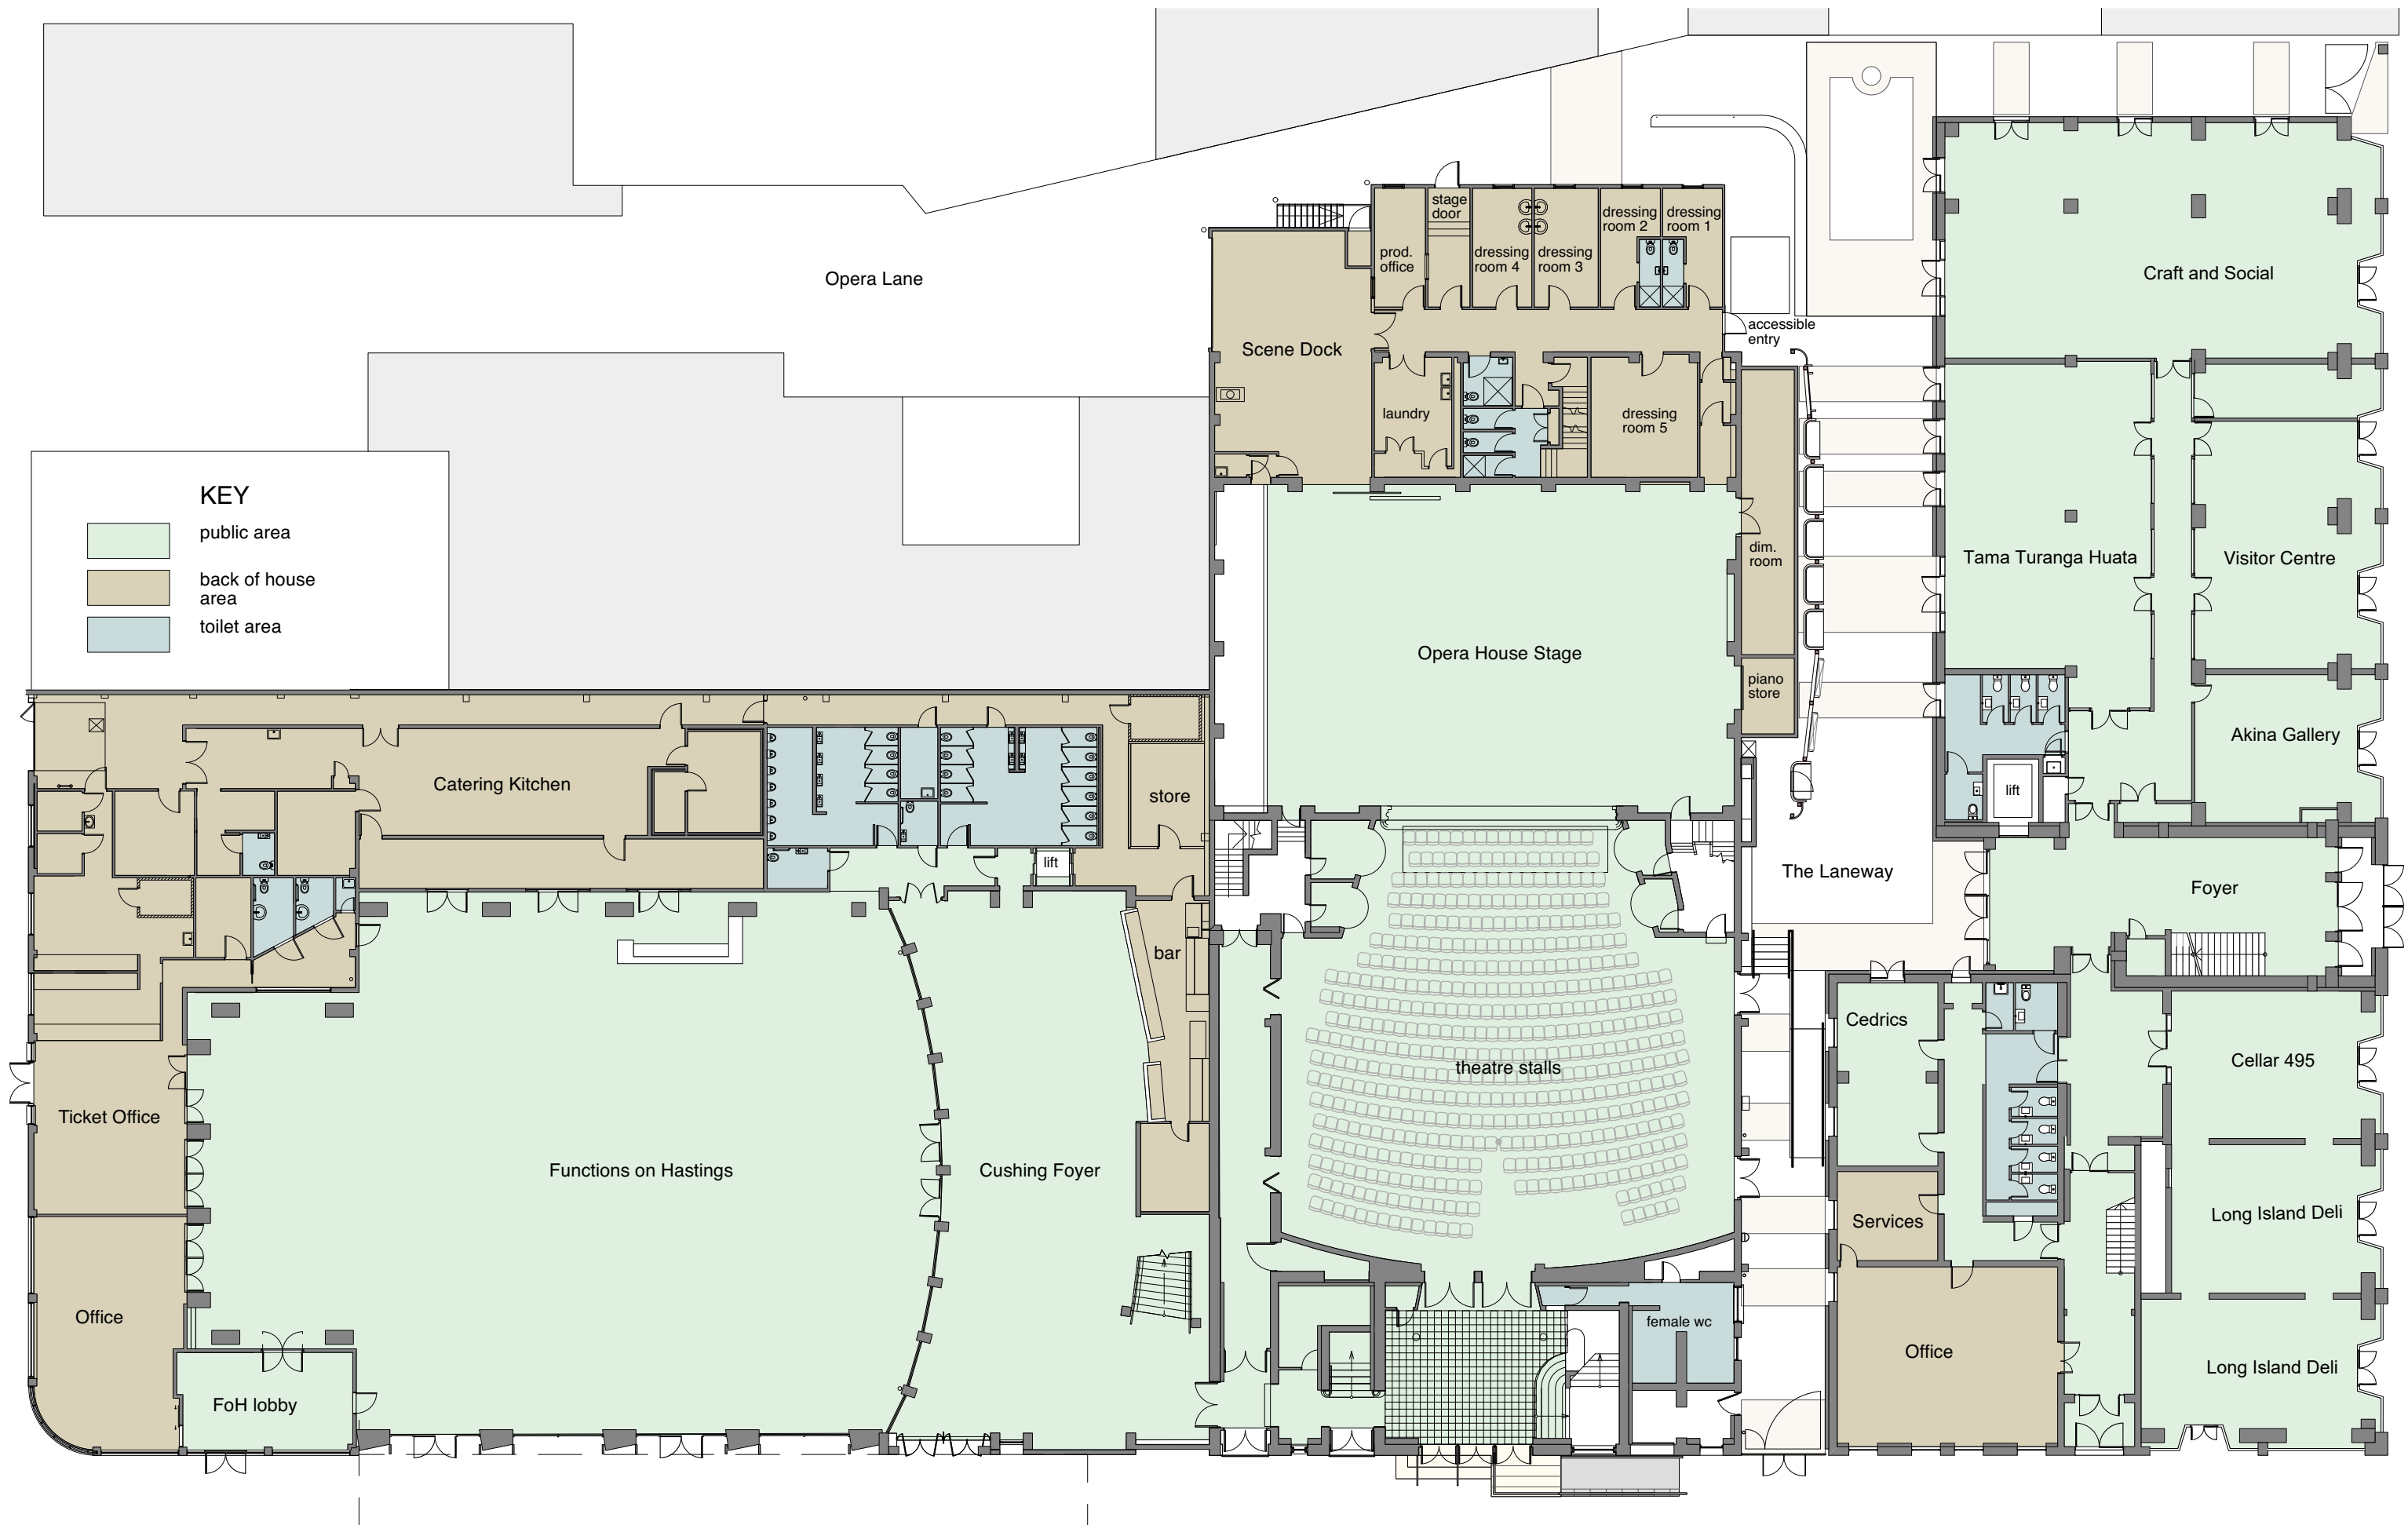 stage
door
dressing
room 2
dressing
room 1
prod.
office
dressing
room 4
dressing
room 3
Opera Lane
Craft and Social
accessible
entry
Scene Dock
laundry
dressing
room 5
KEY
public area
back of house
area
toilet area
dim.
room
Tama Turanga Huata
Visitor Centre
Opera House Stage
piano
store
Akina Gallery
Catering Kitchen
store
lift
lift
The Laneway
Foyer
bar
Cedrics
Cellar 495
theatre stalls
Ticket Office
Functions on Hastings
Cushing Foyer
Services
Long Island Deli
Office
female wc
Office
Long Island Deli
FoH lobby